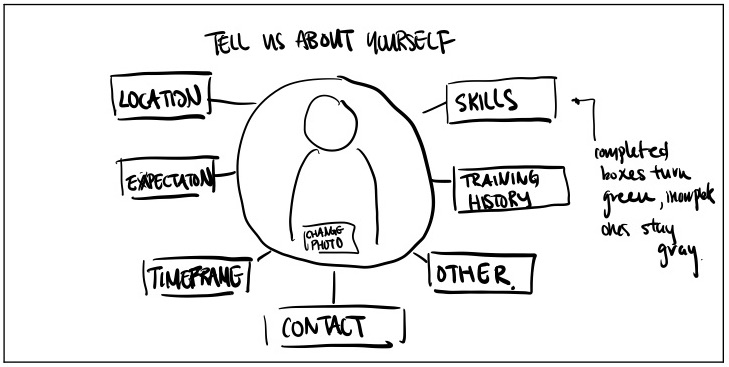 TELL US ABOUT YOURSELF
LOCATION
EXPECTATION
TIMEFRAME
CHANGE
PHOTO
CONTACT
SKILLS
TRAINING
HISTORY
OTHER.
completed
boxes turn
green, incomplete
ones stay
gray.